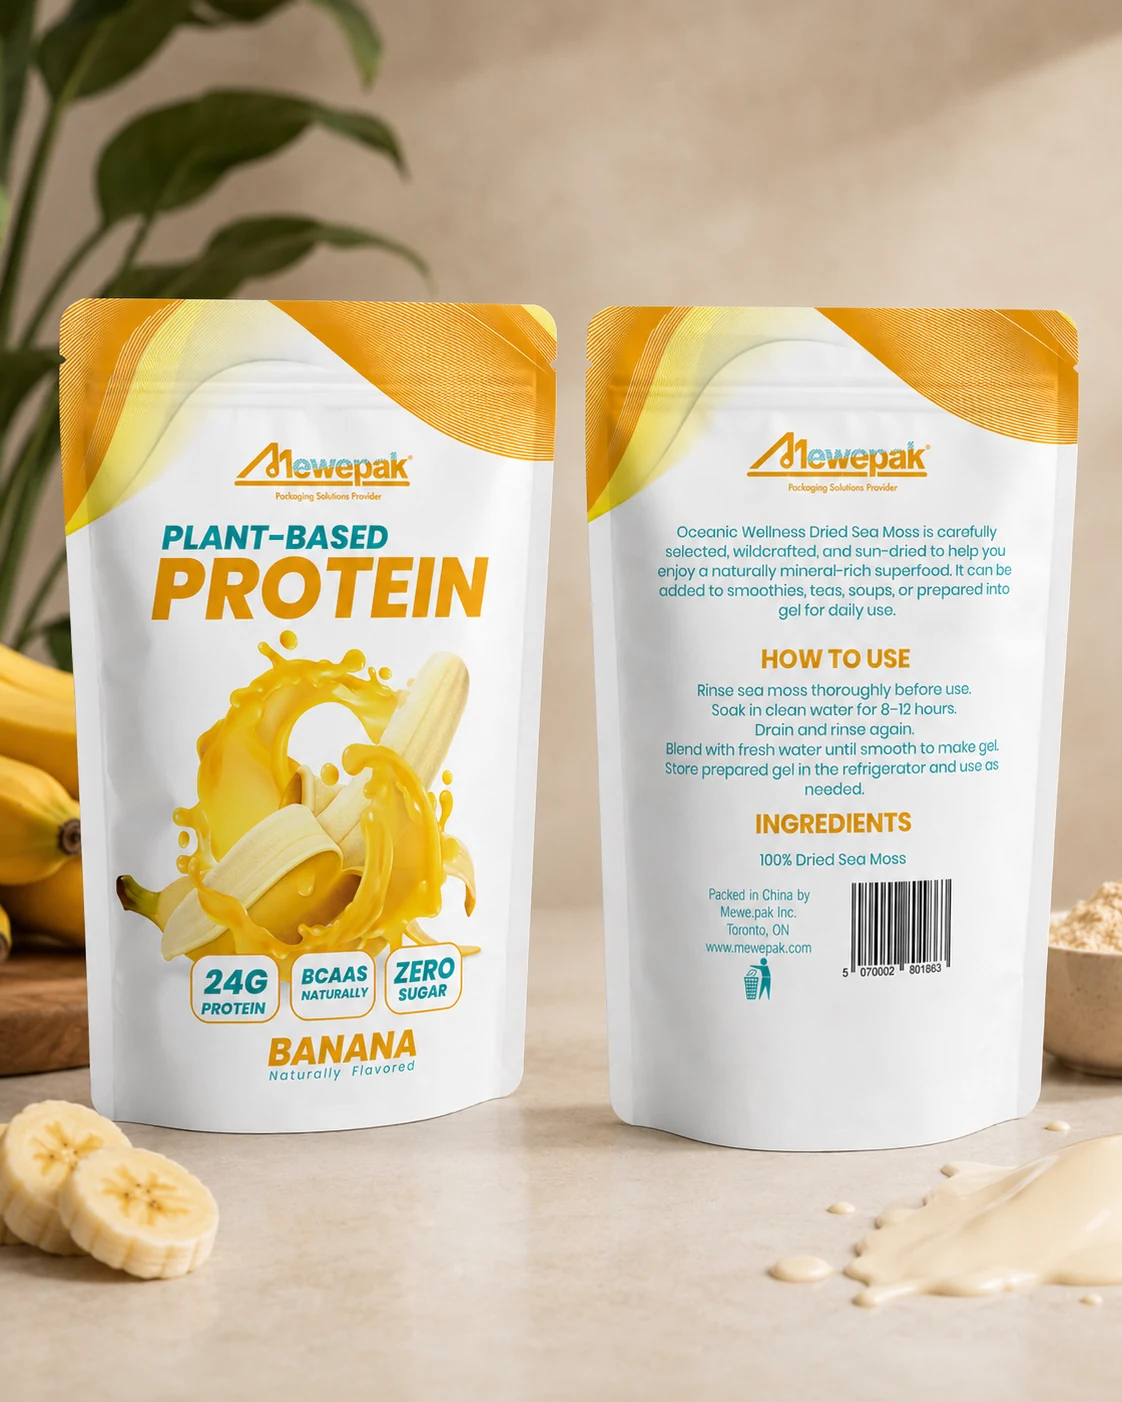 Mewepak®
Packaging Solutions Provider
PLANT-BASED
PROTEIN
24G
PROTEIN
BCAAS
NATURALLY
ZERO
SUGAR
BANANA
Naturally Flavored
Mewepak®
Packaging Solutions Provider
Oceanic Wellness Dried Sea Moss is carefully
selected, wildcrafted, and sun-dried to help you
enjoy a naturally mineral-rich superfood. It can be
added to smoothies, teas, soups, or prepared into
gel for daily use.
HOW TO USE
Rinse sea moss thoroughly before use.
Soak in clean water for 8–12 hours.
Drain and rinse again.
Blend with fresh water until smooth to make gel.
Store prepared gel in the refrigerator and use as
needed.
INGREDIENTS
100% Dried Sea Moss
Packed in China by
Mewe.pak Inc.
Toronto, ON
www.mewepak.com
5 070002 801863